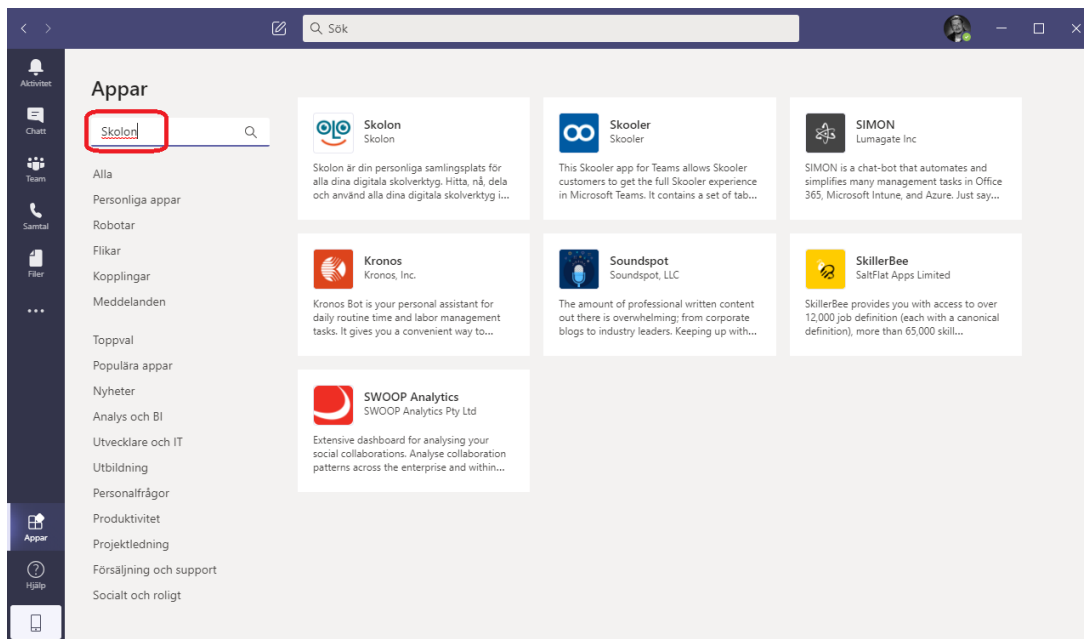 Sök
Aktivitet
Chatt
Team
Samtal
Filer
Appar
Hjälp
Appar
Skolon
Alla
Personliga appar
Robotar
Flikar
Kopplingar
Meddelanden
Toppval
Populära appar
Nyheter
Analys och BI
Utvecklare och IT
Utbildning
Personalfrågor
Produktivitet
Projektledning
Försäljning och support
Socialt och roligt
Skolon
Skolon
Skolon är din personliga samlingsplats för
alla dina digitala skolverktyg. Hitta, nå, dela
och använd alla dina digitala skolverktyg i...
Skooler
Skooler
This Skooler app for Teams allows Skooler
customers to get the full Skooler experience
in Microsoft Teams. It contains a set of tab...
SIMON
Lumagate Inc
SIMON is a chat-bot that automates and
simplifies many management tasks in Office
365, Microsoft Intune, and Azure. Just say...
Kronos
Kronos, Inc.
Kronos Bot is your personal assistant for
daily routine time and labor management
tasks. It gives you a convenient way to...
Soundspot
Soundspot, LLC
The amount of professional written content
out there is overwhelming; from corporate
blogs to industry leaders. Keeping up with...
SkillerBee
SaltFlat Apps Limited
SkillerBee provides you with access to over
12,000 job definition (each with a canonical
definition), more than 65,000 skill...
SWOOP Analytics
SWOOP Analytics Pty Ltd
Extensive dashboard for analysing your
social collaborations. Analyse collaboration
patterns across the enterprise and within...